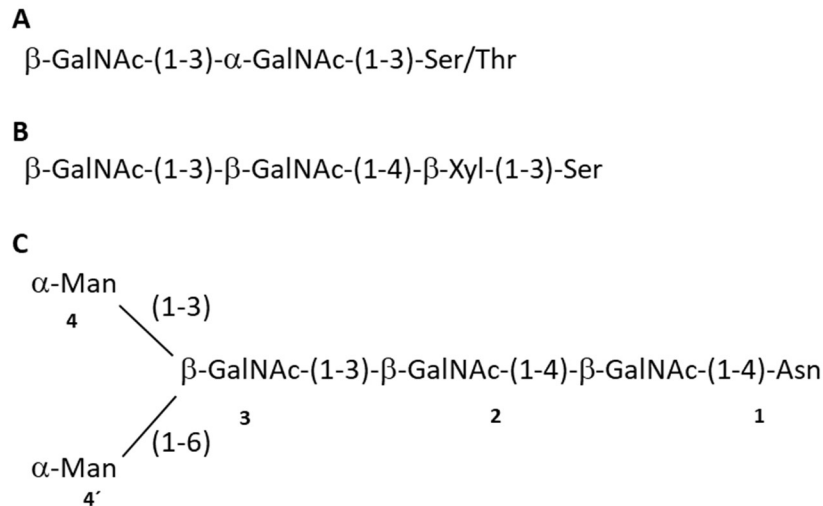 A
β-GalNAc-(1-3)-α-GalNAc-(1-3)-Ser/Thr
B
β-GalNAc-(1-3)-β-GalNAc-(1-4)-β-Xyl-(1-3)-Ser
C
α-Man
4
(1-3)
β-GalNAc-(1-3)-β-GalNAc-(1-4)-β-GalNAc-(1-4)-Asn
3 2 1
(1-6)
α-Man
4´